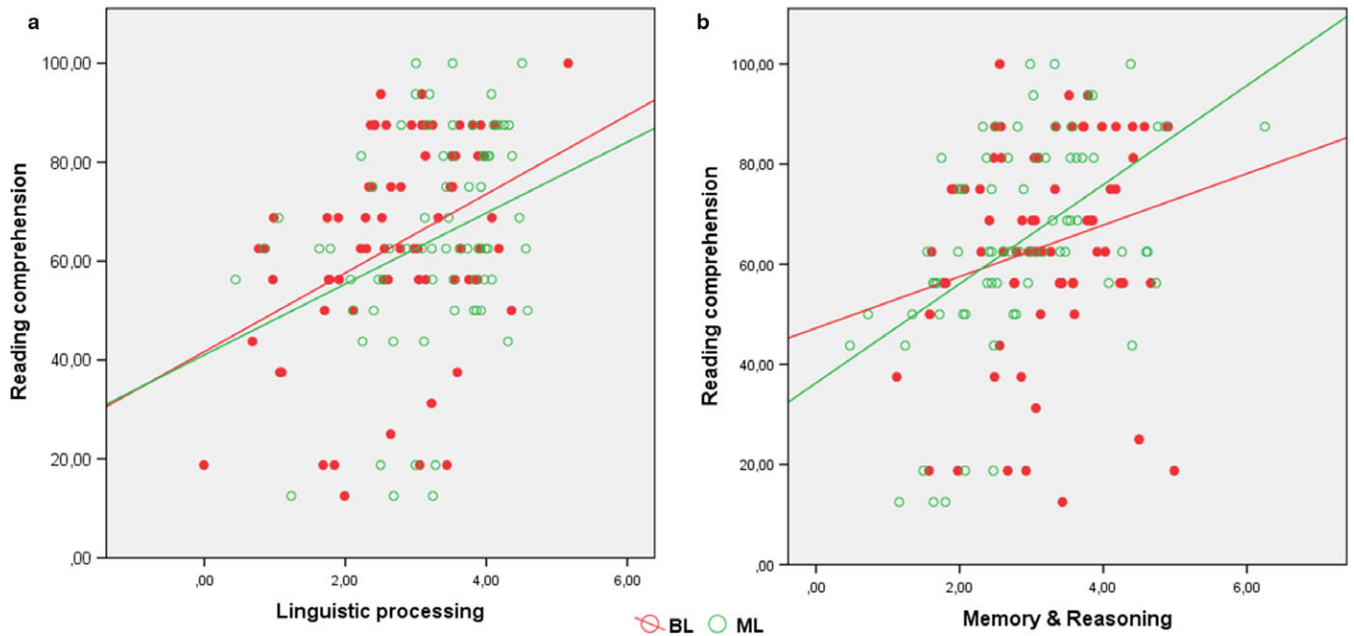 a
Reading comprehension
100,00
80,00
60,00
40,00
20,00
,00
,00 2,00 4,00 6,00
Linguistic processing
b
Reading comprehension
100,00
80,00
60,00
40,00
20,00
,00
,00 2,00 4,00 6,00
Memory & Reasoning
BL ML